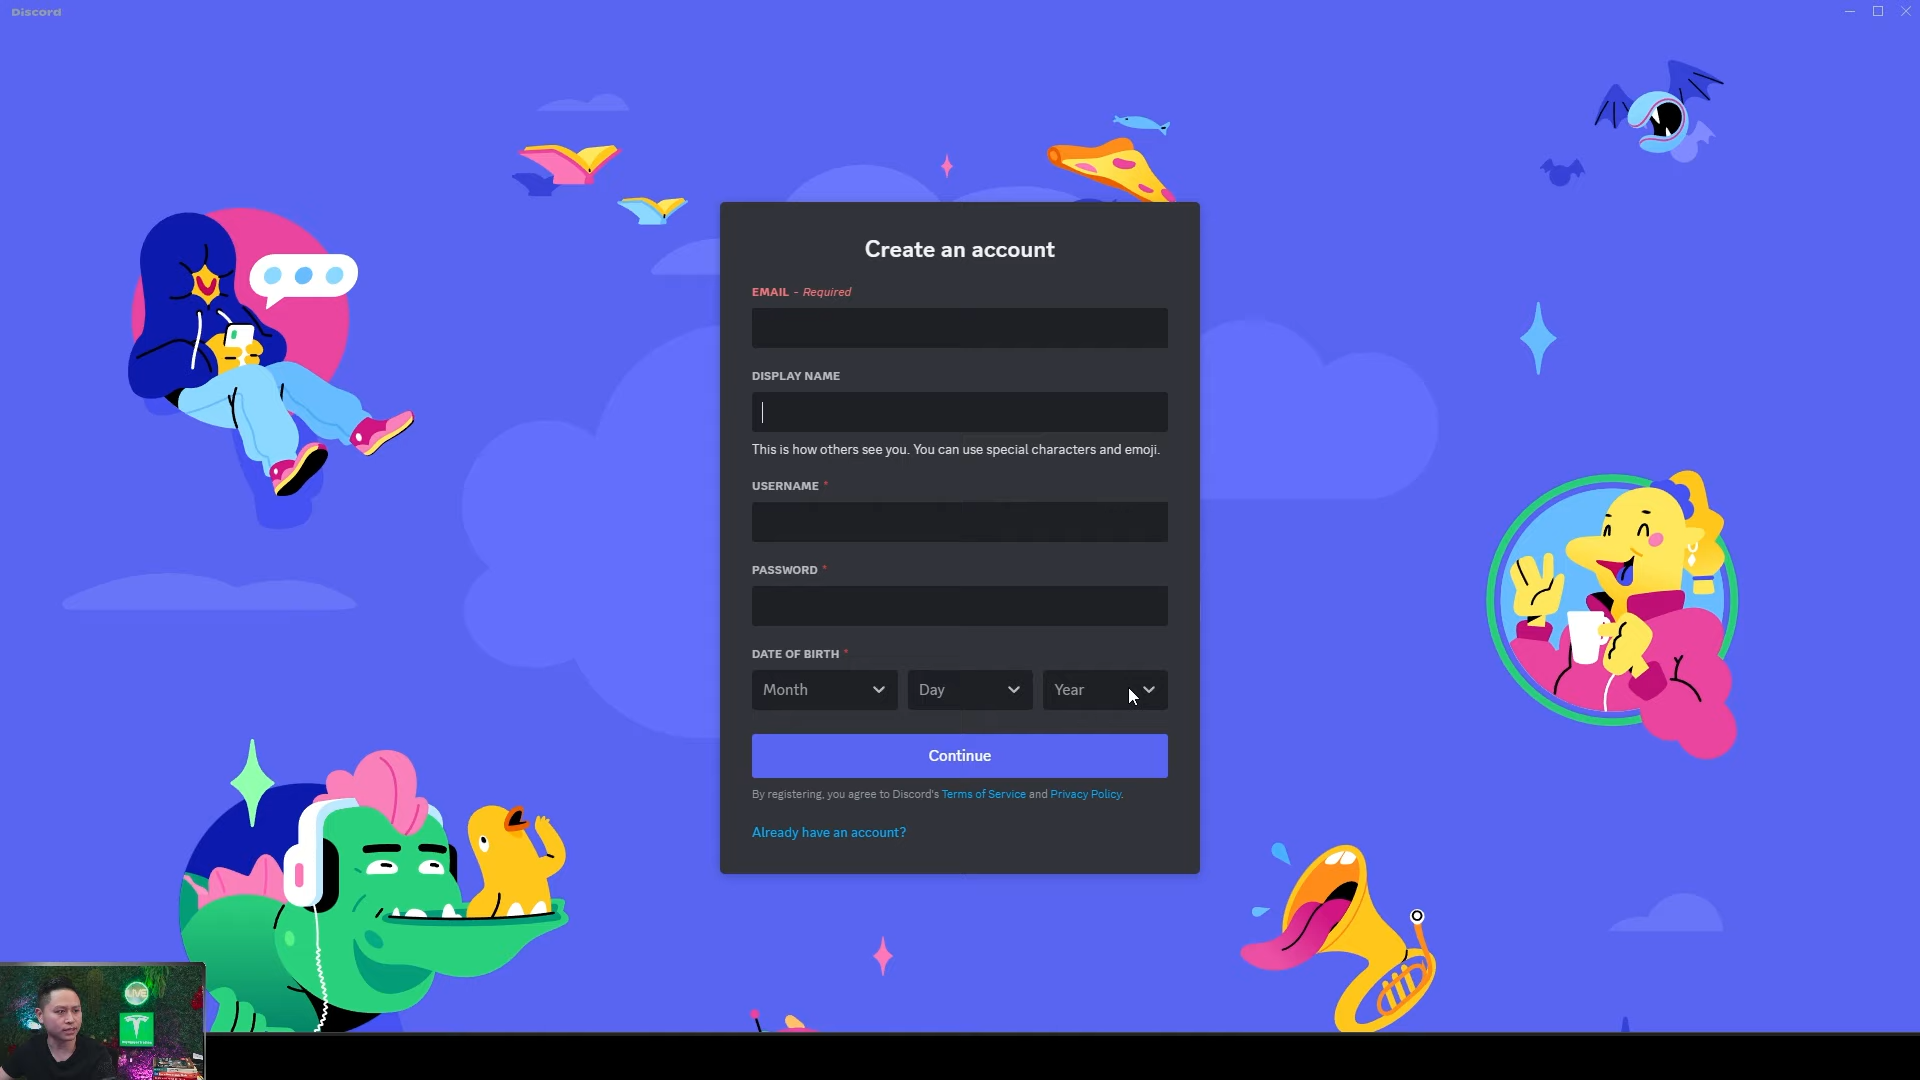 Discord
Create an account
EMAIL - Required
DISPLAY NAME
This is how others see you. You can use special characters and emoji.
USERNAME *
PASSWORD *
DATE OF BIRTH *
Month
Day
Year
Continue
By registering, you agree to Discord's Terms of Service and Privacy Policy.
Already have an account?
LIVE